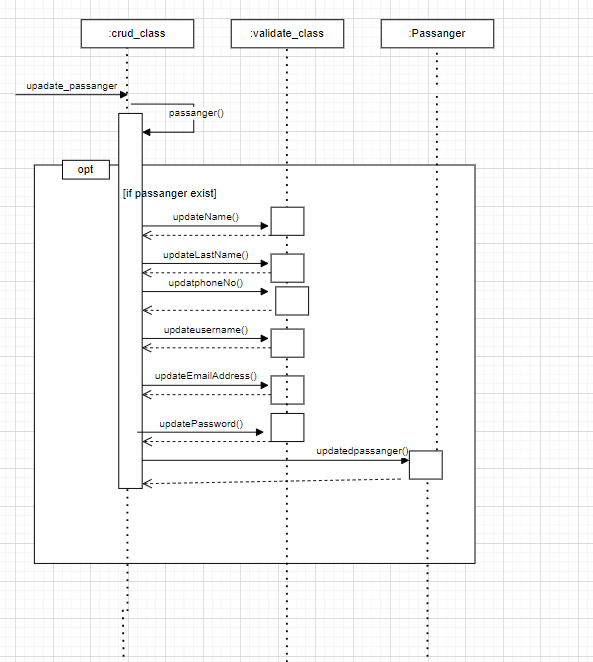 :crud_class
:validate_class
:Passanger
upadate_passanger
passanger()
opt
[if passanger exist]
updateName()
updateLastName()
updatphoneNo()
updateusername()
updateEmailAddress()
updatePassword()
updatedpassanger()